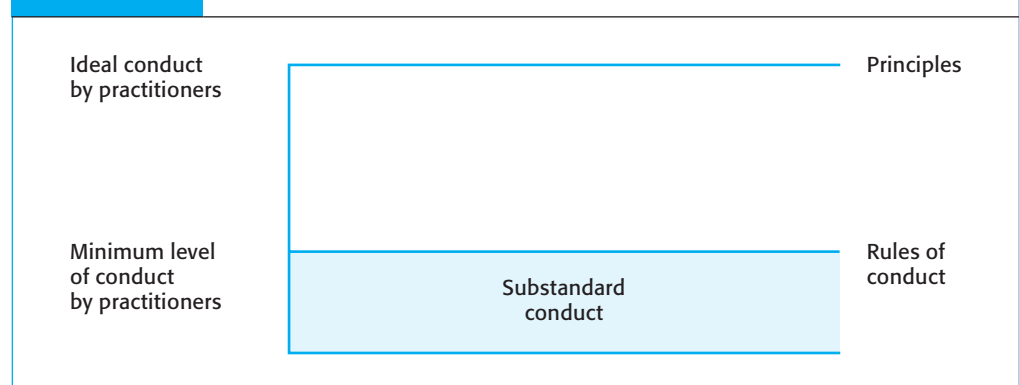 Ideal conduct
by practitioners
Principles
Minimum level
of conduct
by practitioners
Rules of
conduct
Substandard
conduct